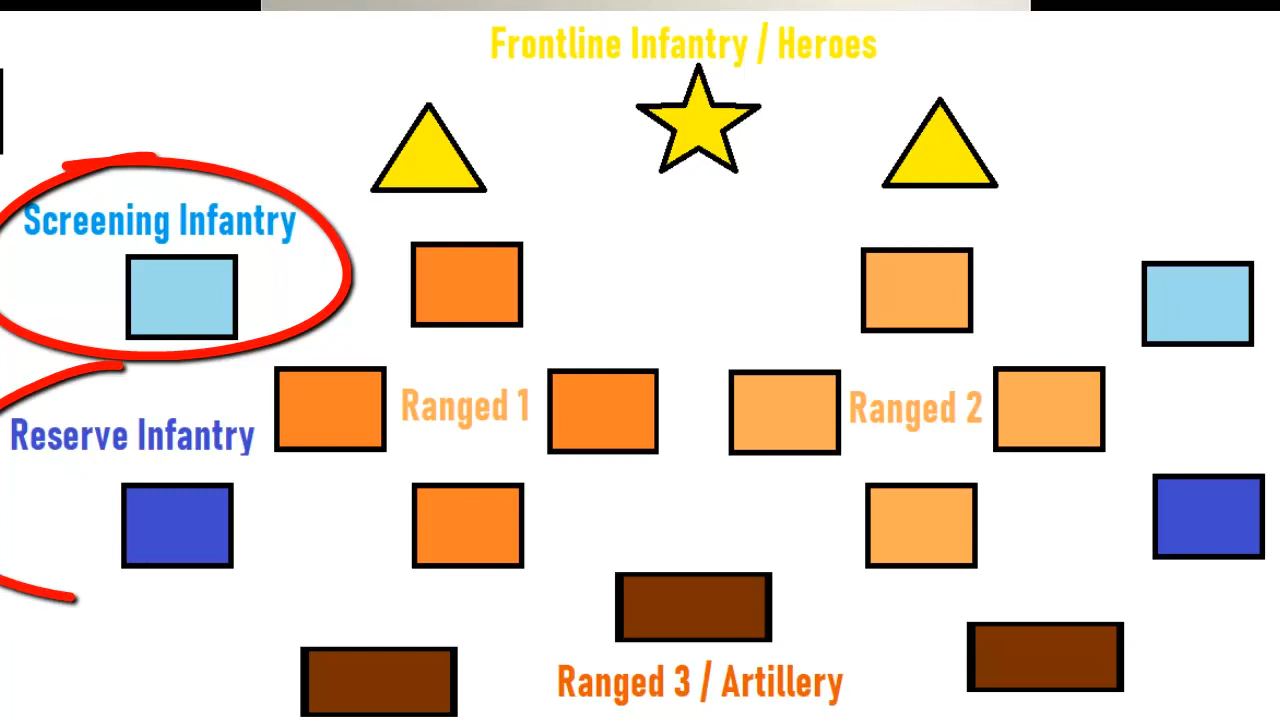 Frontline Infantry / Heroes
Screening Infantry
Ranged 1
Ranged 2
Reserve Infantry
Ranged 3 / Artillery